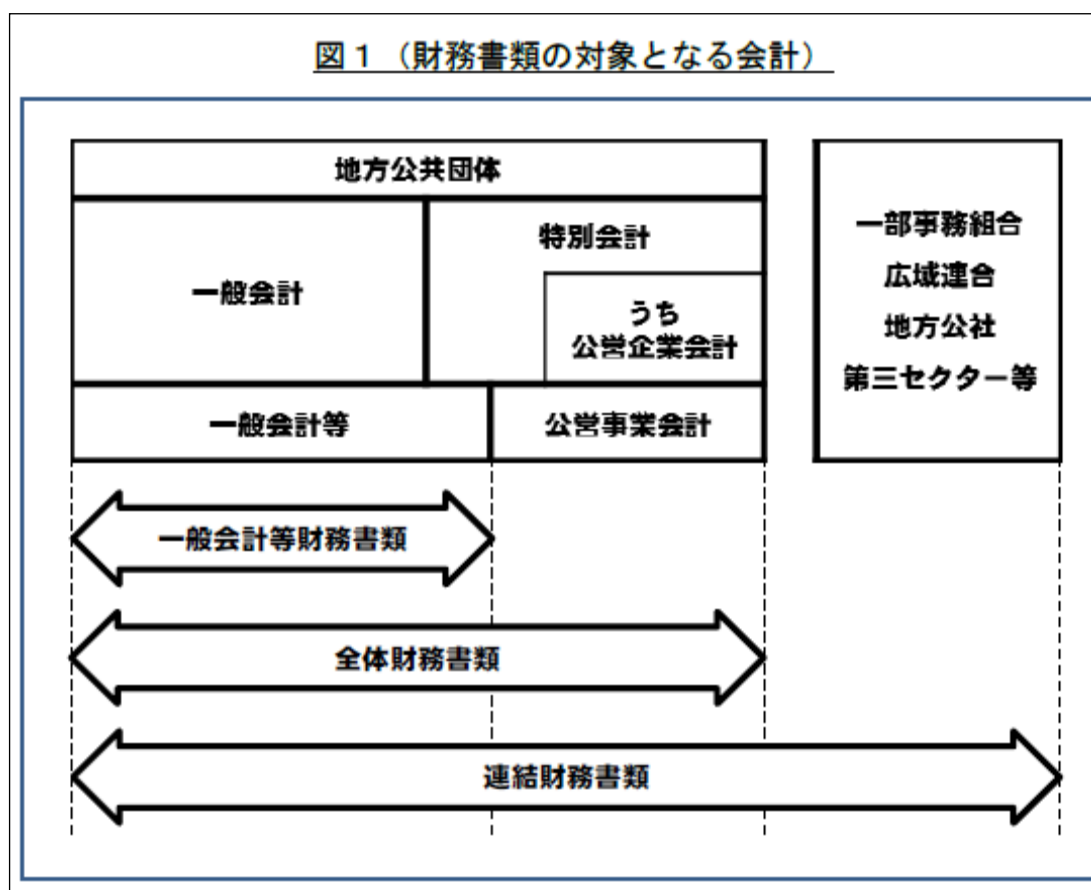 図１（財務書類の対象となる会計）
地方公共団体
一般会計
特別会計
うち
公営企業会計
一般会計等
公営事業会計
一部事務組合
広域連合
地方公社
第三セクター等
一般会計等財務書類
全体財務書類
連結財務書類